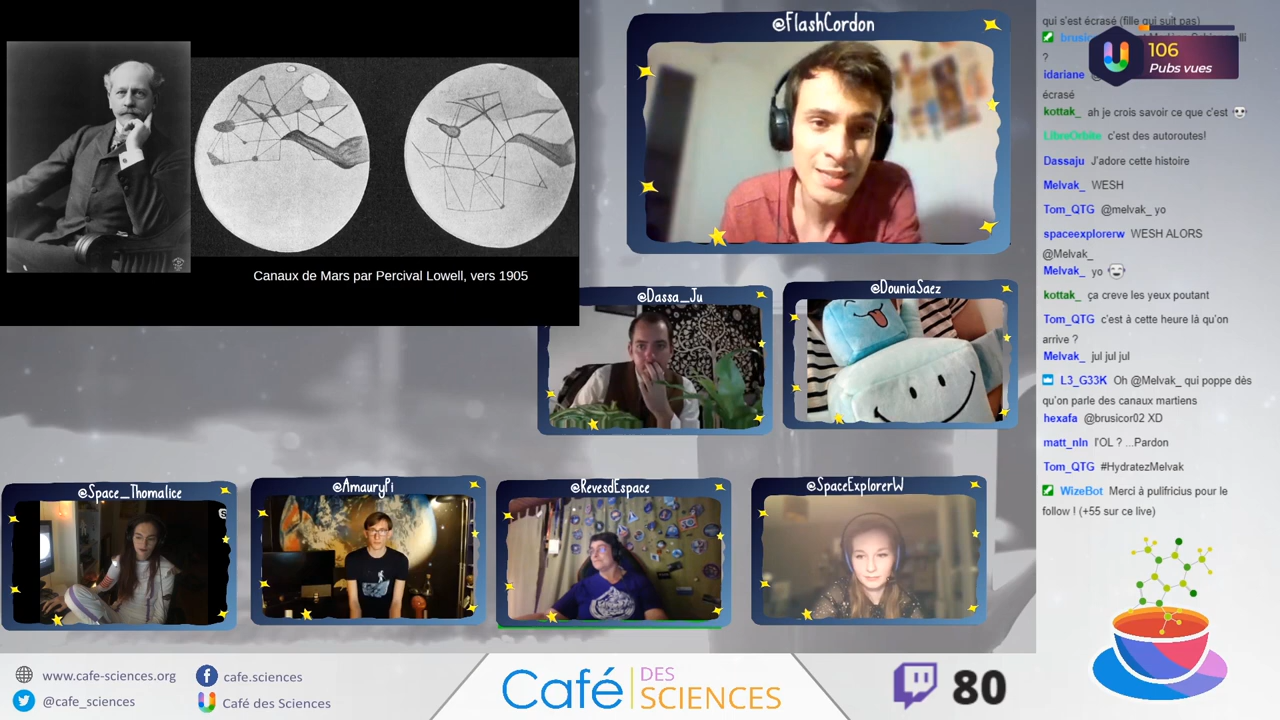 Canaux de Mars par Percival Lowell, vers 1905
@FlashCordon
@Dassa_Ju
@DouniaSaez
@Space_Thomalice
@AmauryPi
@RevesdEspace
@SpaceExplorerW
106
Pubs vues
qui s'est écrasé (fille qui suit pas)
?
idariane
écrasé
kottak_ ah je crois savoir ce que c'est
LibreOrbite c'est des autoroutes!
Dassaju J'adore cette histoire
Melvak_ WESH
Tom_QTG @melvak_ yo
spaceexplorerw WESH ALORS
@Melvak_
Melvak_ yo
kottak_ ça creve les yeux poutant
Tom_QTG c'est à cette heure là qu'on
arrive ?
Melvak_ jul jul jul
L3_G33K Oh @Melvak_ qui poppe dès
qu'on parle des canaux martiens
hexafa @brusicor02 XD
matt_nln l'OL ? ...Pardon
Tom_QTG #HydratezMelvak
WizeBot Merci à pulifricius pour le
follow ! (+55 sur ce live)
www.cafe-sciences.org
cafe.sciences
@cafe_sciences
Café des Sciences
Café DES SCIENCES
80